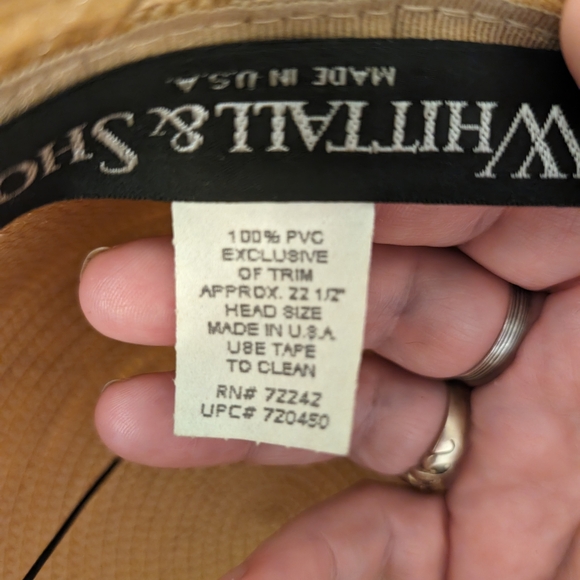 MADE IN U.S.A.
WHITTALL & SHO
100% PVC
EXCLUSIVE
OF TRIM
APPROX. 22 1/2"
HEAD SIZE
MADE IN U.S.A.
USE TAPE
TO CLEAN
RN# 72242
UPC# 720450